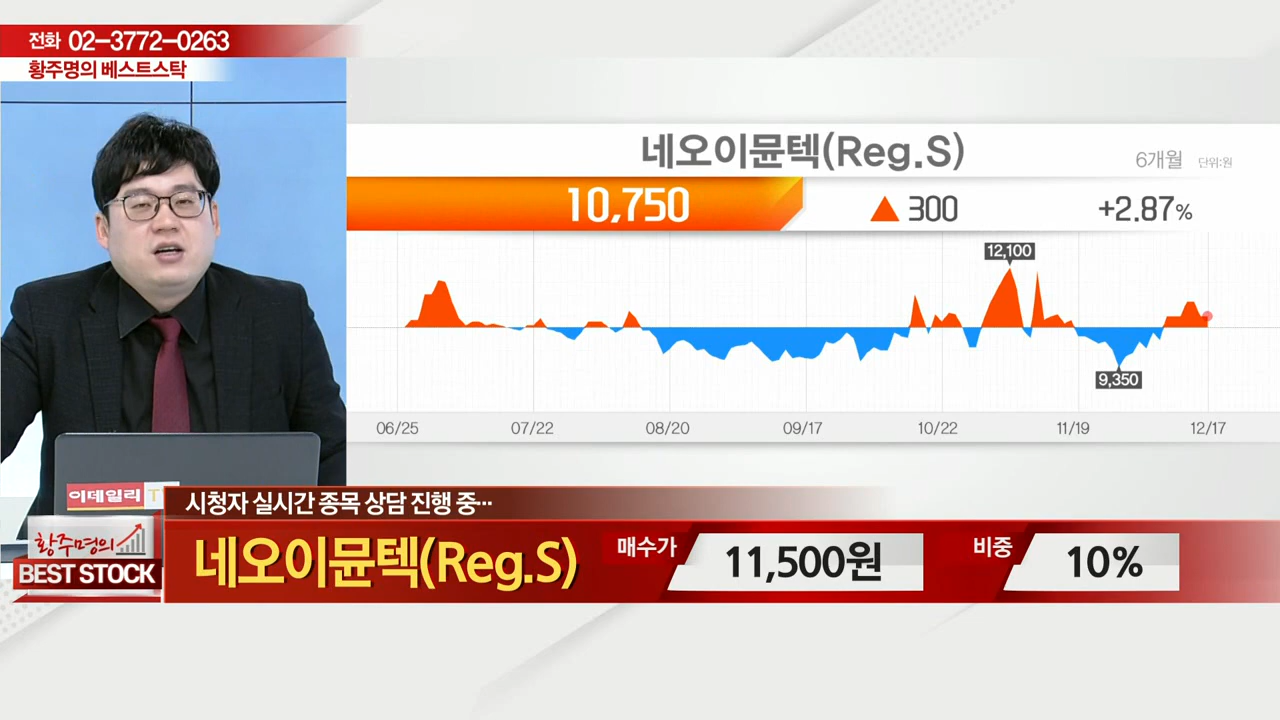 전화 02-3772-0263
황주명의 베스트스탁
네오이뮨텍(Reg.S)
6개월 단위:원
10,750 ▲ 300 +2.87%
12,100
9,350
06/25 07/22 08/20 09/17 10/22 11/19 12/17
이데일리 T
시청자 실시간 종목 상담 진행 중...
황주명의
BEST STOCK
네오이뮨텍(Reg.S) 매수가 11,500원 비중 10%